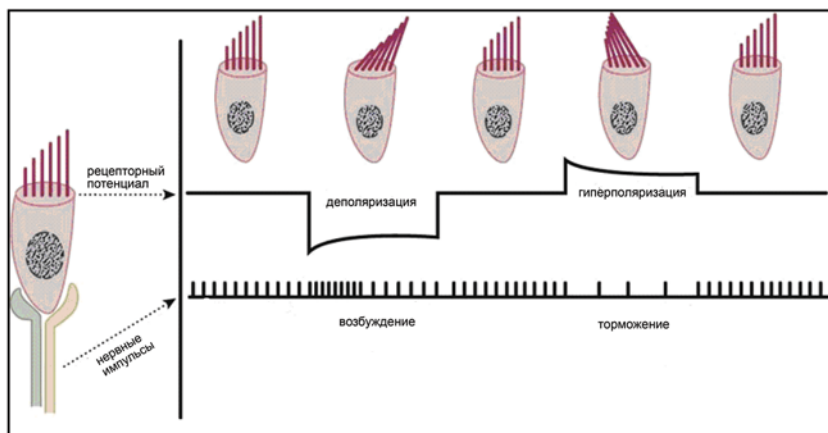 рецепторный
потенциал
деполяризация
гиперполяризация
нервные
импульсы
возбуждение
торможение